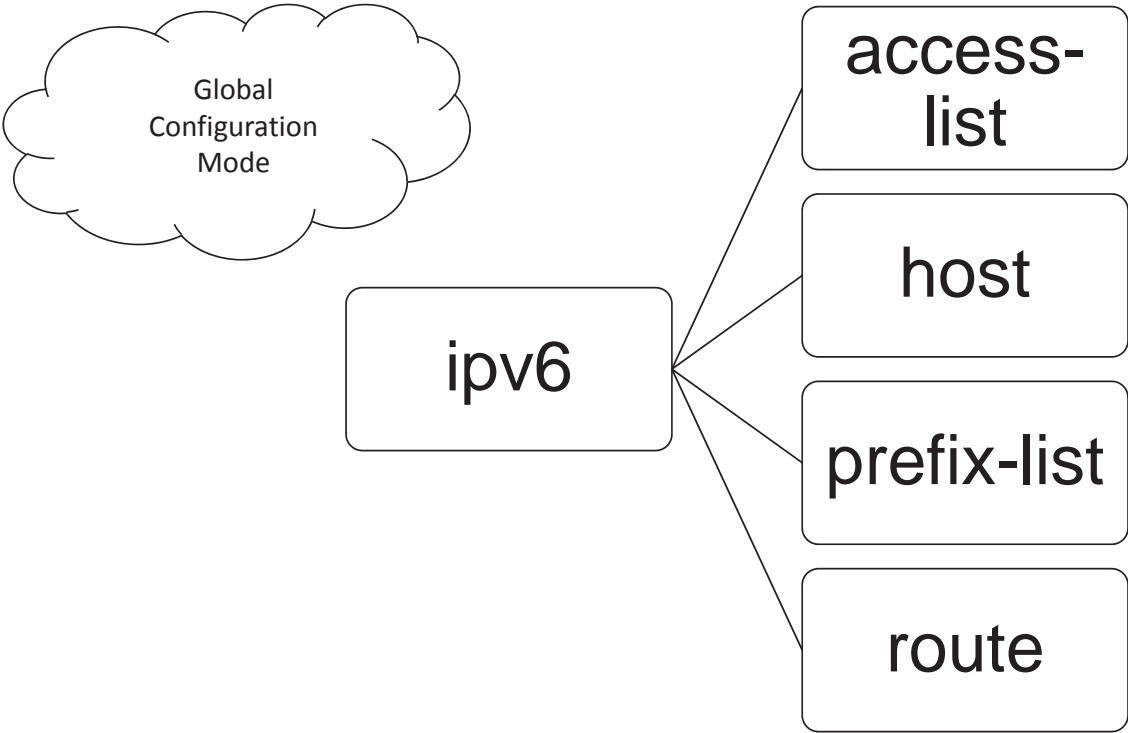 Global
Configuration
Mode
ipv6
access-
list
host
prefix-list
route